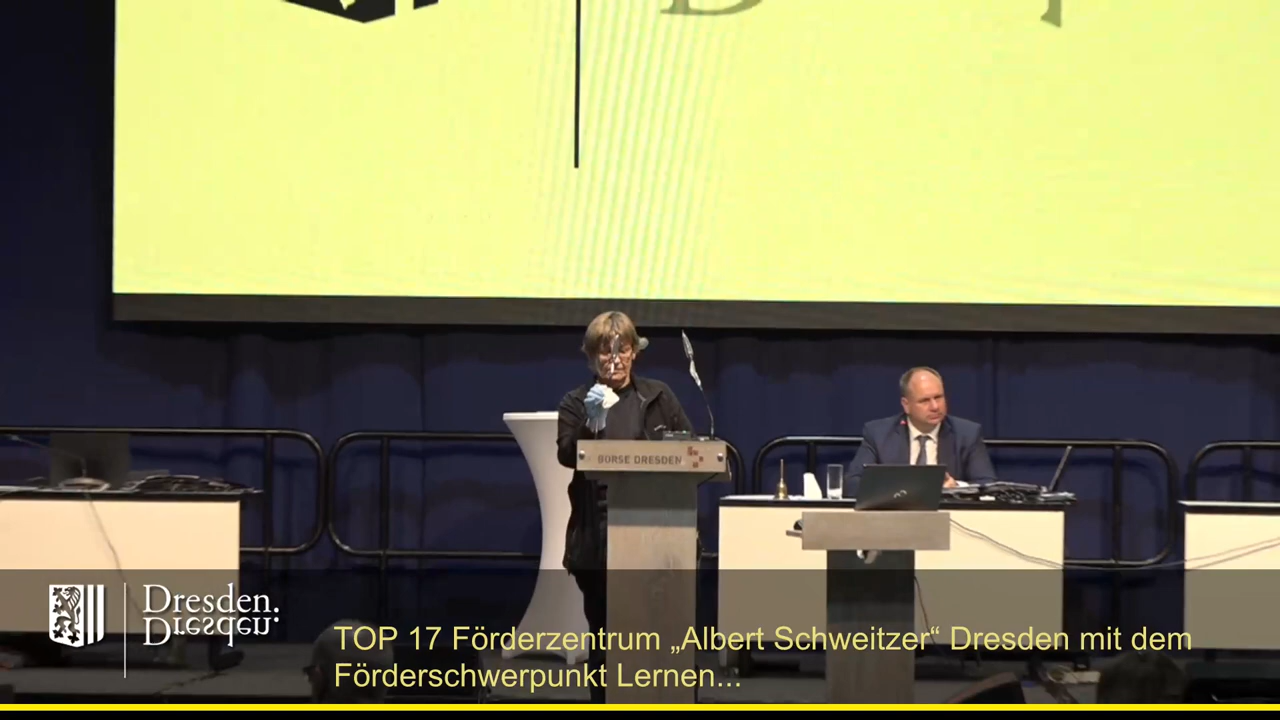 BÖRSE DRESDEN
Dresden.
Dresden.
TOP 17 Förderzentrum „Albert Schweitzer“ Dresden mit dem
Förderschwerpunkt Lernen...